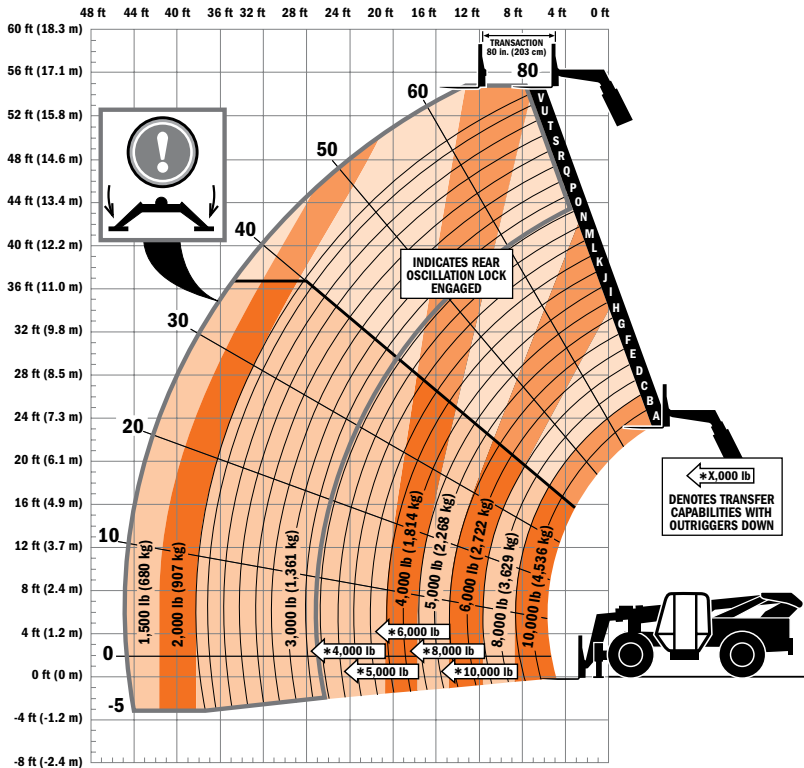 48 ft 44 ft 40 ft 36 ft 32 ft 28 ft 24 ft 20 ft 16 ft 12 ft 8 ft 4 ft 0 ft
60 ft (18.3 m)
56 ft (17.1 m)
52 ft (15.8 m)
48 ft (14.6 m)
44 ft (13.4 m)
40 ft (12.2 m)
36 ft (11.0 m)
32 ft (9.8 m)
28 ft (8.5 m)
24 ft (7.3 m)
20 ft (6.1 m)
16 ft (4.9 m)
12 ft (3.7 m)
8 ft (2.4 m)
4 ft (1.2 m)
0 ft (0 m)
-4 ft (-1.2 m)
-8 ft (-2.4 m)
TRANSACTION
80 in. (203 cm)
80
60
50
40
30
20
10
0
-5
!
V
U
T
S
R
Q
P
O
N
M
L
K
J
I
H
G
F
E
D
C
B
A
INDICATES REAR
OSCILLATION LOCK
ENGAGED
*X,000 lb
DENOTES TRANSFER
CAPABILITIES WITH
OUTRIGGERS DOWN
1,500 lb (680 kg)
2,000 lb (907 kg)
3,000 lb (1,361 kg)
4,000 lb (1,814 kg)
5,000 lb (2,268 kg)
6,000 lb (2,722 kg)
8,000 lb (3,629 kg)
10,000 lb (4,536 kg)
*6,000 lb
*4,000 lb
*8,000 lb
*5,000 lb
*10,000 lb